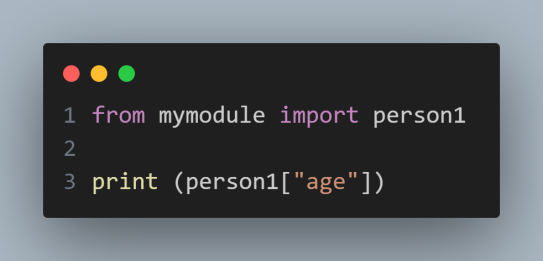 1 from mymodule import person1
2
3 print (person1["age"])